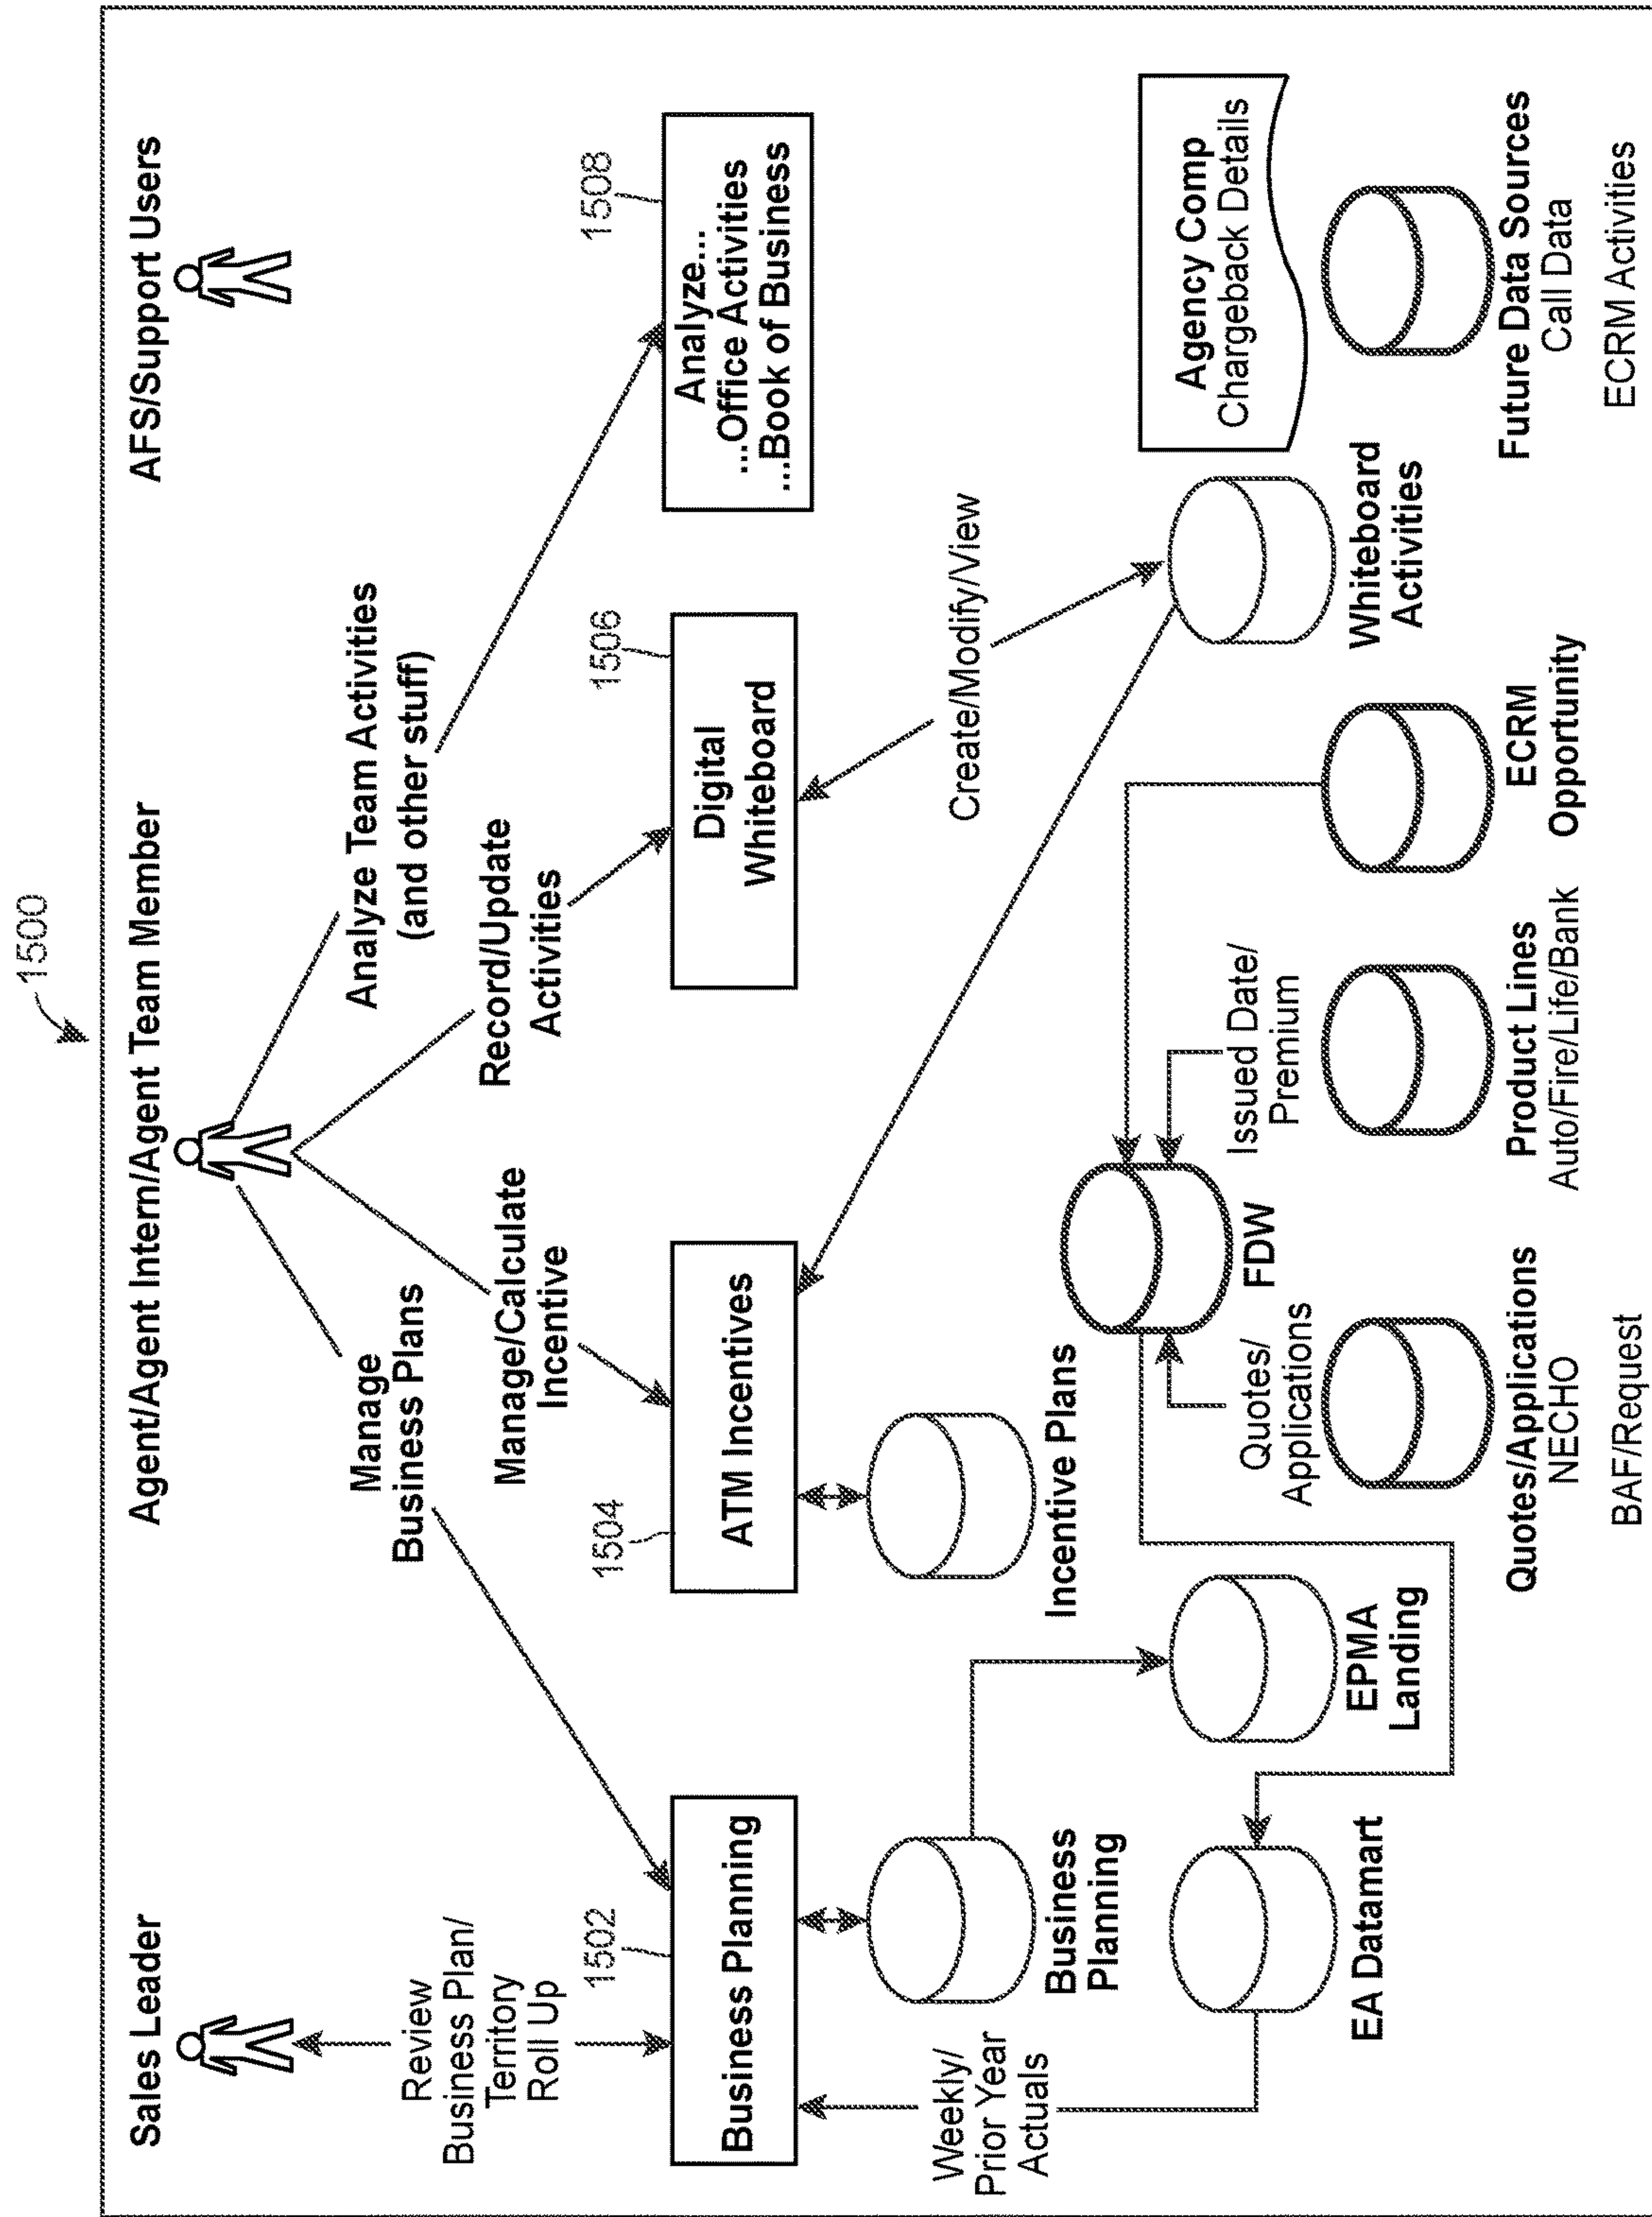 1500
Sales Leader
Agent/Agent Intern/Agent Team Member
AFS/Support Users
Review
Business Plan/
Territory
Roll Up
Manage
Business Plans
Manage/Calculate
Incentive
Record/Update
Activities
Analyze Team Activities
(and other stuff)
1502
Business Planning
1504
ATM Incentives
1506
Digital
Whiteboard
1508
Analyze...
...Office Activities
...Book of Business
Weekly/
Prior Year
Actuals
Business
Planning
Incentive Plans
Create/Modify/View
EA Datamart
EPMA
Landing
Quotes/
Applications
FDW
Issued Date/
Premium
Whiteboard
Activities
Agency Comp
Chargeback Details
Quotes/Applications
NECHO
BAF/Request
Product Lines
Auto/Fire/Life/Bank
ECRM
Opportunity
Future Data Sources
Call Data
ECRM Activities